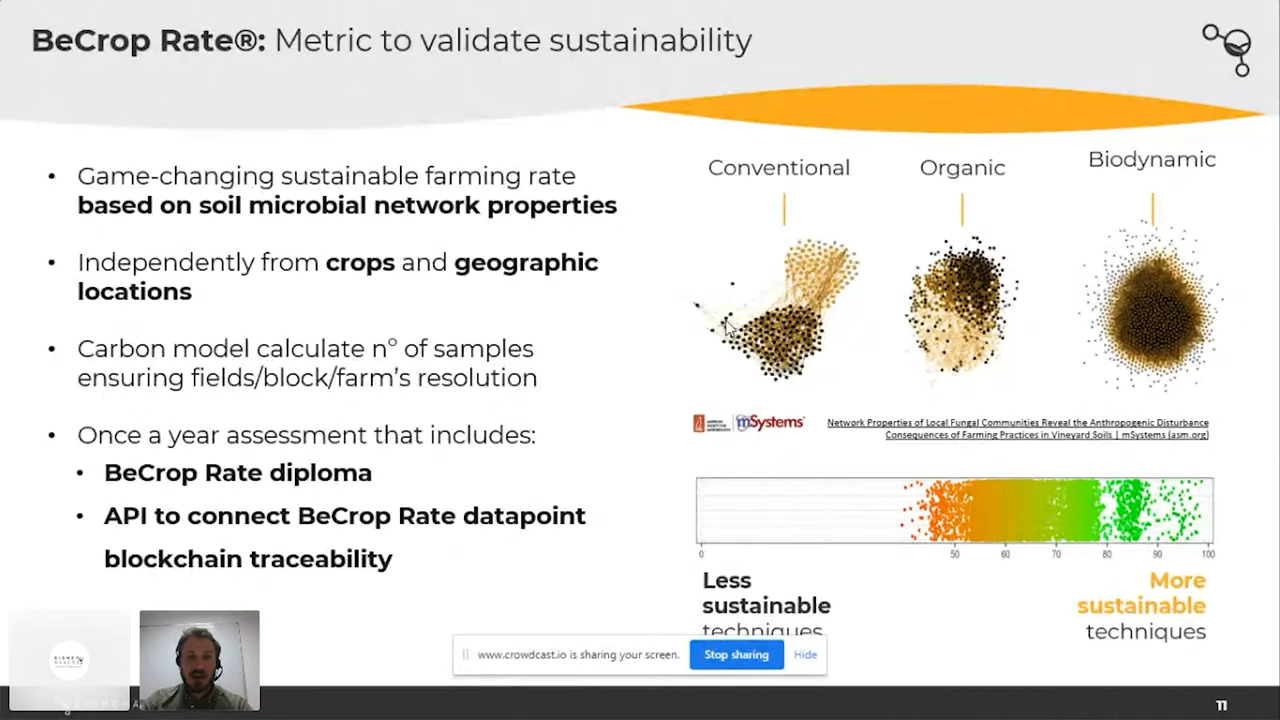 BeCrop Rate®: Metric to validate sustainability
• Game-changing sustainable farming rate
based on soil microbial network properties
• Independently from crops and geographic
locations
• Carbon model calculate nº of samples
ensuring fields/block/farm's resolution
• Once a year assessment that includes:
• BeCrop Rate diploma
• API to connect BeCrop Rate datapoint
blockchain traceability
Conventional
Organic
Biodynamic
mSystems
Network Properties of Local Fungal Communities Reveal the Anthropogenic Disturbance
Consequences of Farming Practices in Vineyard Soils | mSystems (asm.org)
0 50 60 70 80 90 100
Less
sustainable
techniques
More
sustainable
techniques
www.crowdcast.io is sharing your screen.
Stop sharing
Hide
11